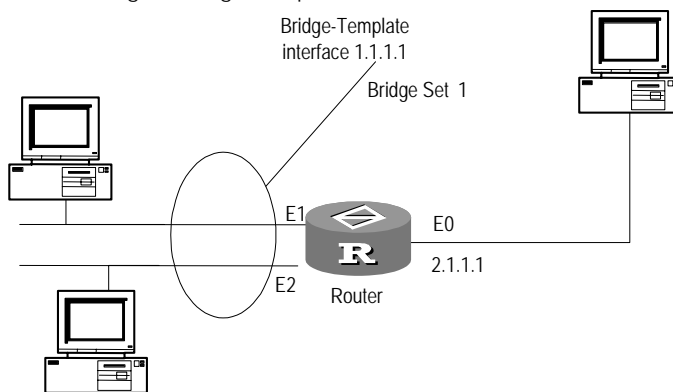 Bridge-Template
interface 1.1.1.1
Bridge Set 1
E1
E0
R
2.1.1.1
E2
Router